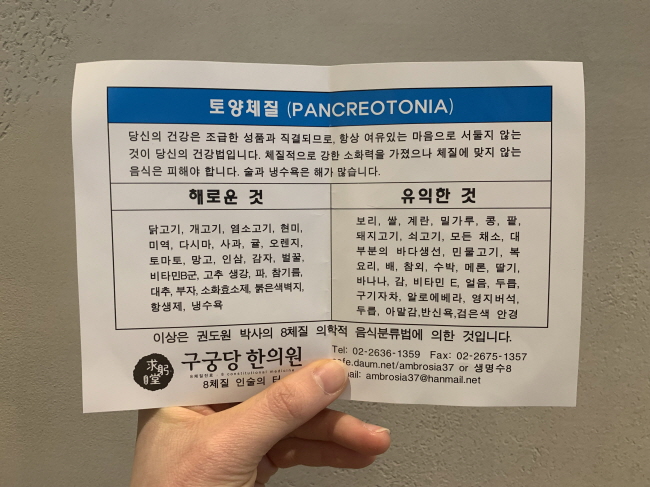 토양체질 (PANCREOTONIA)
당신의 건강은 조급한 성품과 직결되므로, 항상 여유있는 마음으로 서둘지 않는
것이 당신의 건강법입니다. 체질적으로 강한 소화력을 가졌으나 체질에 맞지 않는
음식은 피해야 합니다. 술과 냉수욕은 해가 많습니다.
해로운 것
닭고기, 개고기, 염소고기, 현미,
미역, 다시마, 사과, 귤, 오렌지,
토마토, 망고, 인삼, 감자, 벌꿀,
비타민B군, 고추 생강, 파, 참기름,
대추, 부자, 소화효소제, 붉은색벽지,
항생제, 냉수욕
유익한 것
보리, 쌀, 계란, 밀가루, 콩, 팥,
돼지고기, 쇠고기, 모든 채소, 대
부분의 바다생선, 민물고기, 복
요리, 배, 참외, 수박, 메론, 딸기,
바나나, 감, 비타민 E, 얼음, 두릅,
구기자차, 알로에베라, 영지버섯,
두릅, 아말감,반신욕,검은색 안경
이상은 권도원 박사의 8체질 의학적 음식분류법에 의한 것입니다.
求躬堂
구궁당 한의원
8 constitutional medicine
8체질 인술의
Tel: 02-2636-1359 Fax: 02-2675-1357
.daum.net/ambrosia37 or 생명수8
ambrosia37@hanmail.net